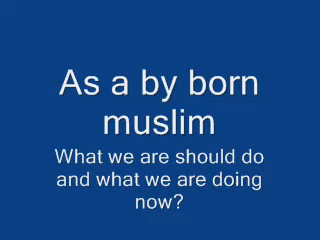 As a by born
muslim
What we are should do
and what we are doing
now?